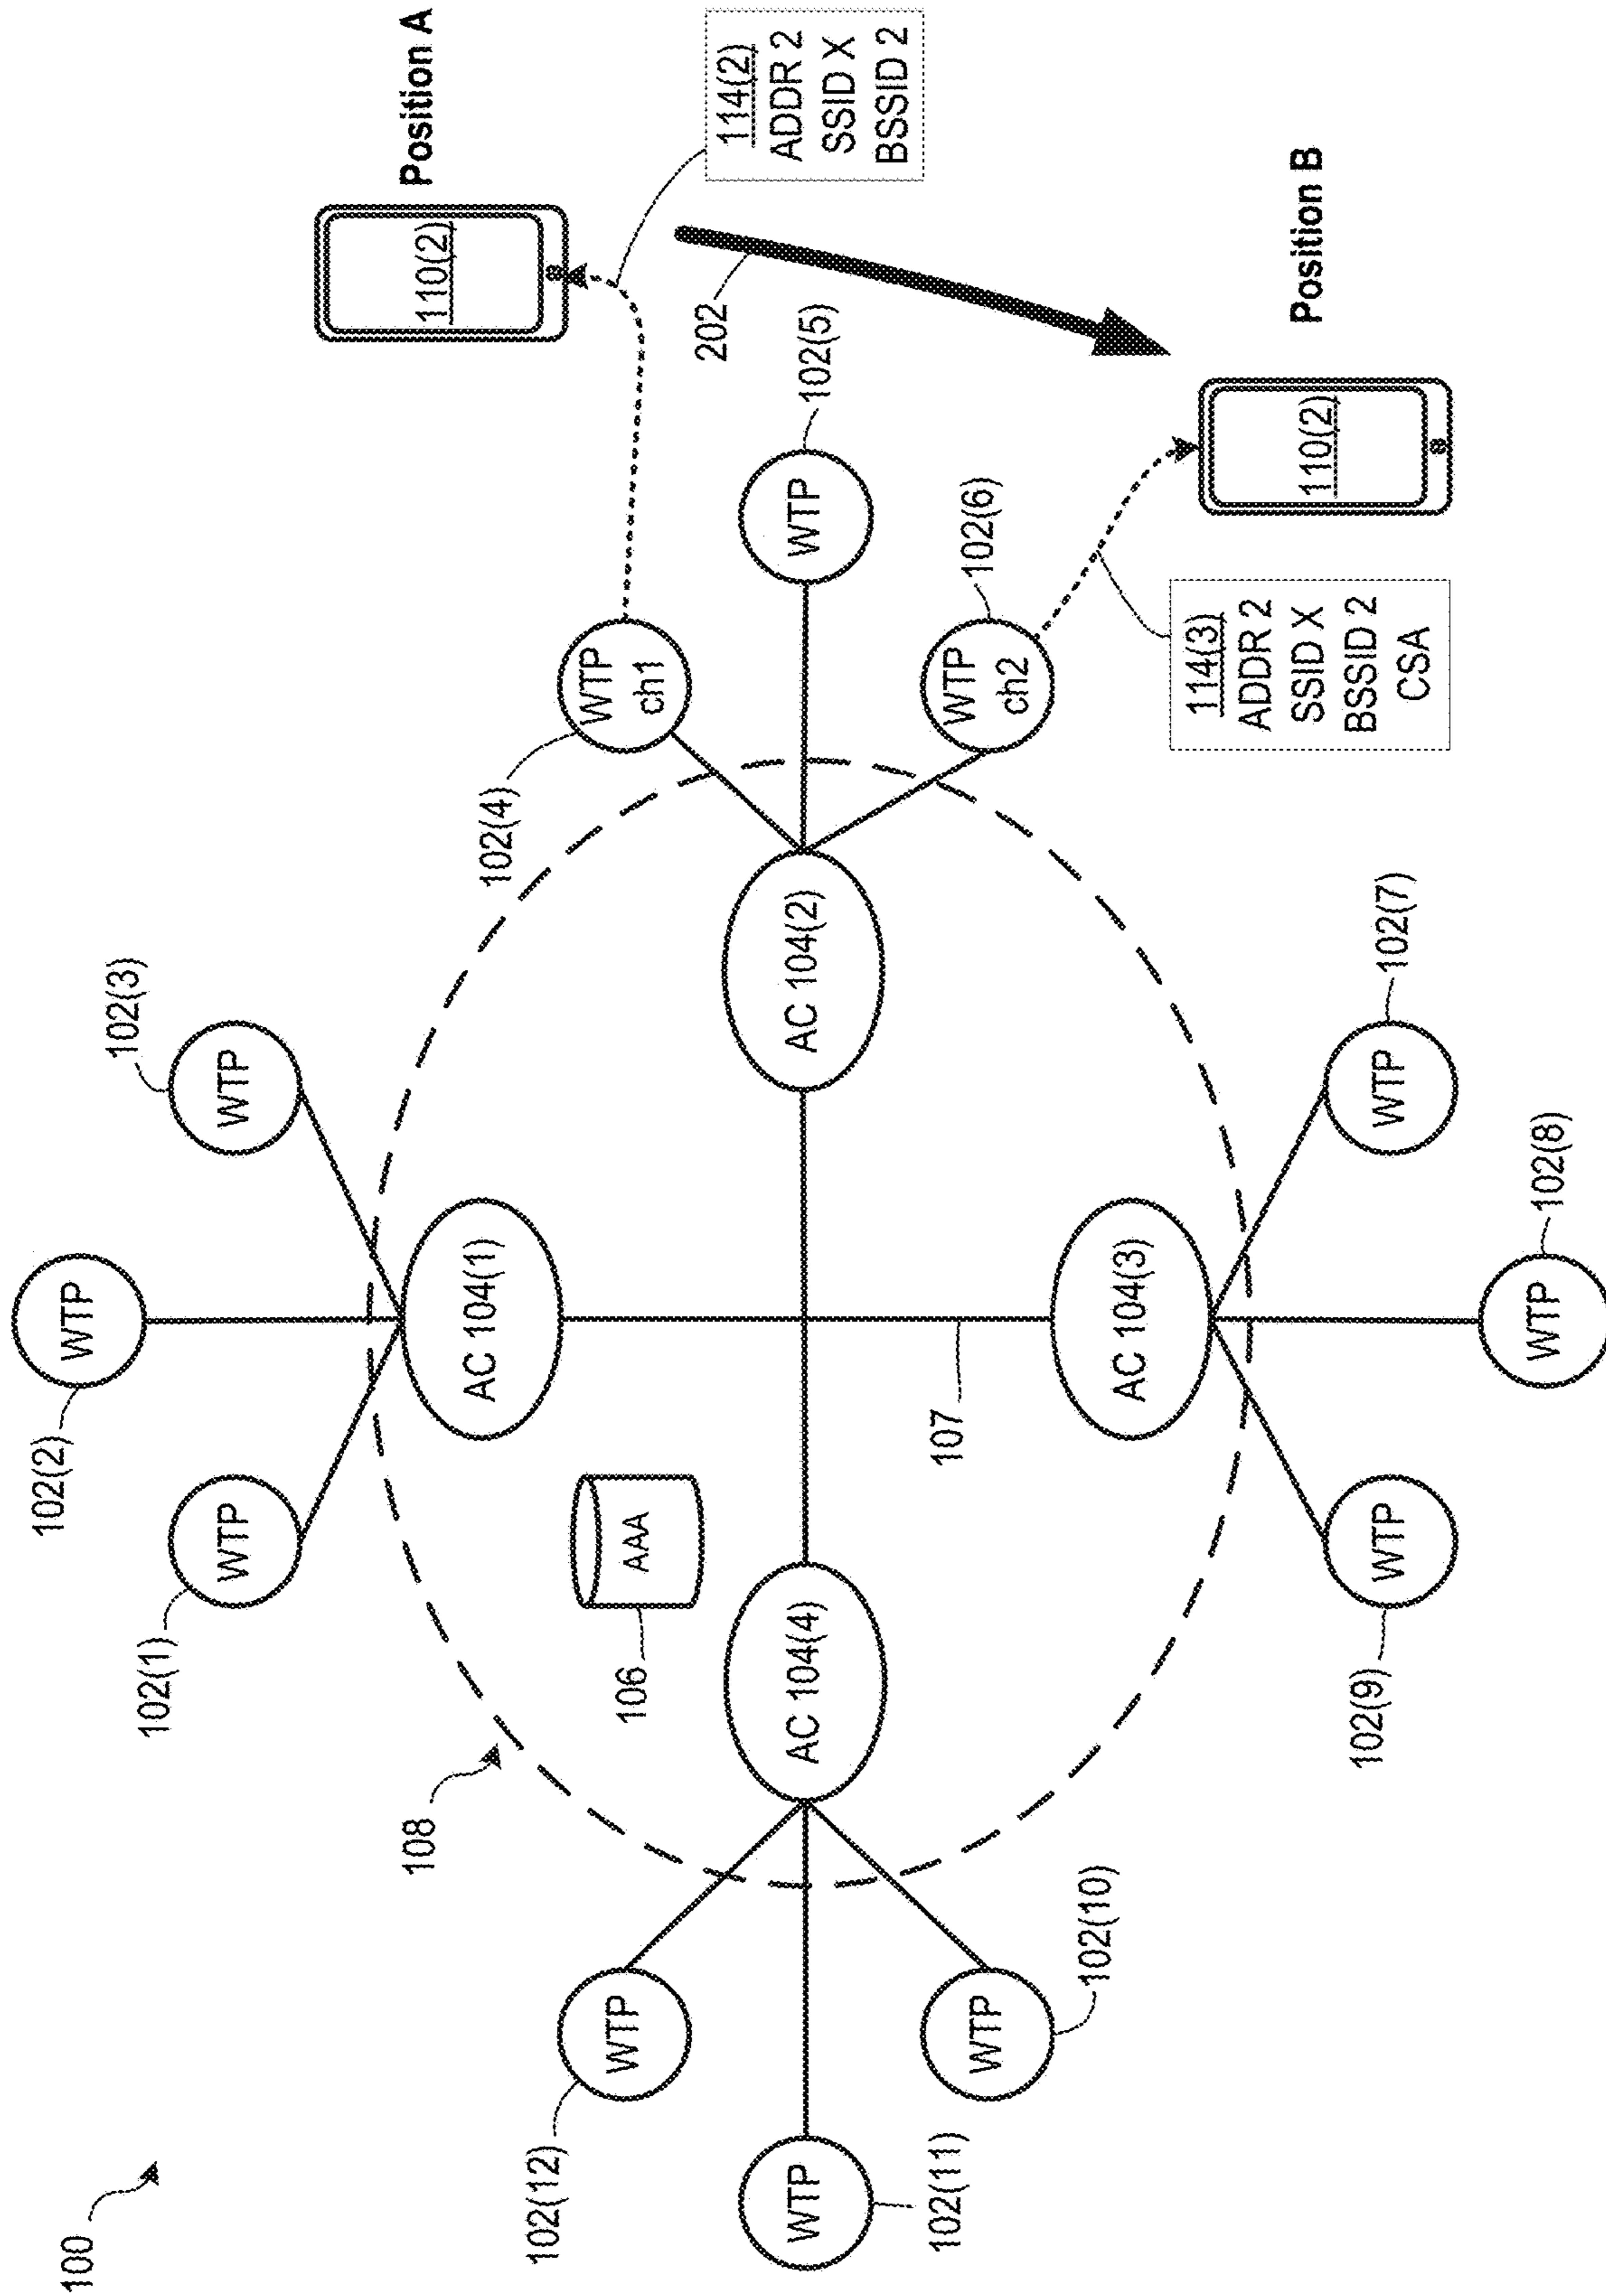 100
108
102(1)
WTP
102(2)
WTP
102(3)
WTP
AC 104(1)
106
AAA
102(12)
WTP
102(11)
WTP
102(10)
WTP
AC 104(4)
107
AC 104(2)
102(4)
WTP
ch1
102(5)
WTP
102(6)
WTP
ch2
AC 104(3)
102(9)
WTP
102(8)
WTP
102(7)
WTP
110(2)
Position A
114(2)
ADDR 2
SSID X
BSSID 2
202
110(2)
Position B
114(3)
ADDR 2
SSID X
BSSID 2
CSA